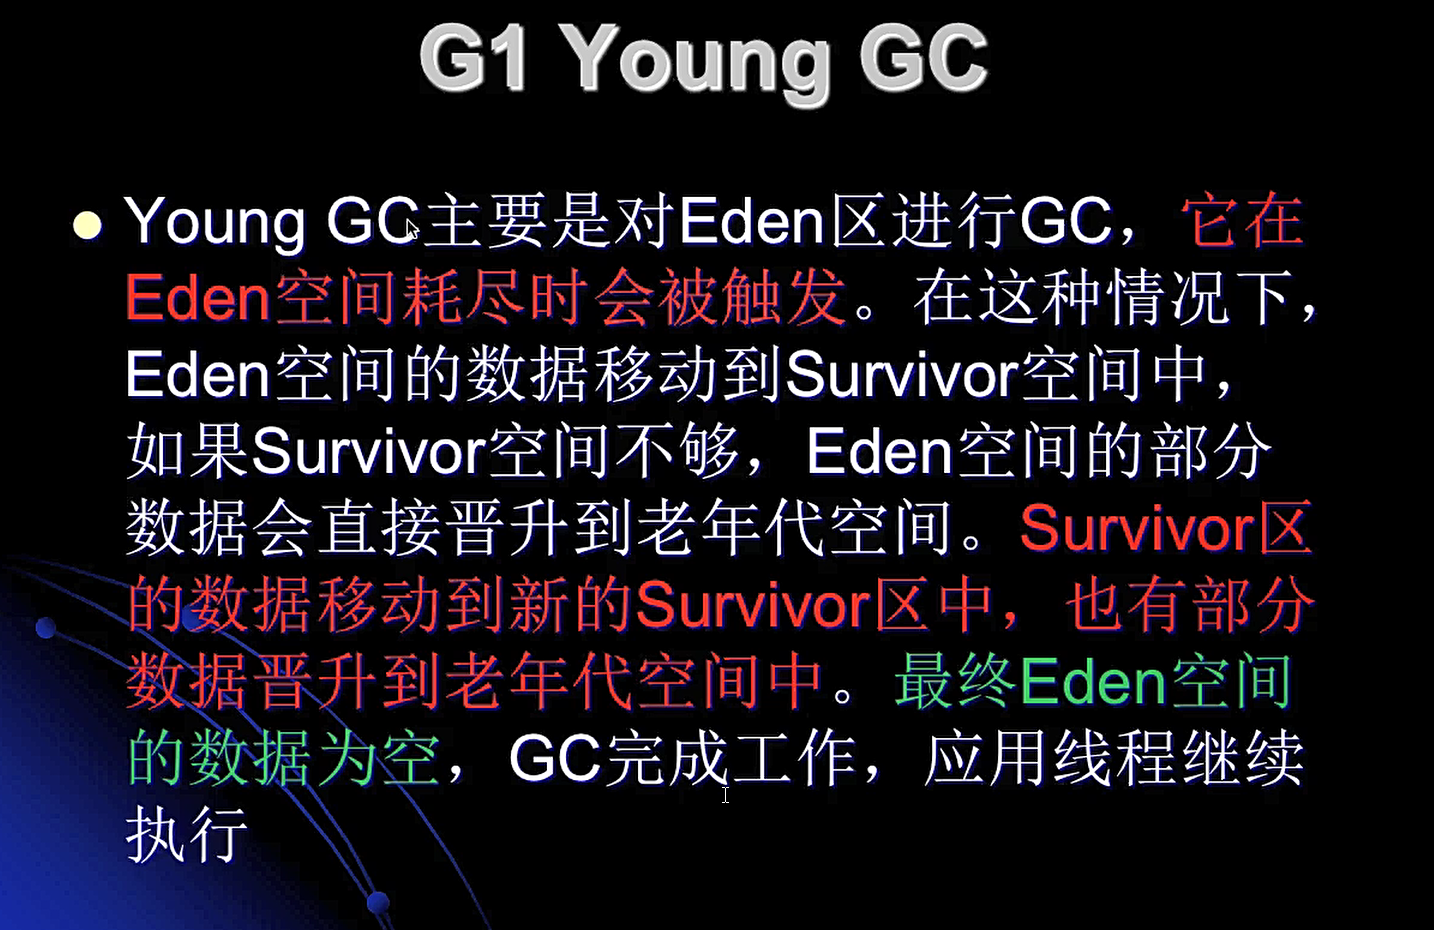 G1 Young GC
Young GC主要是对Eden区进行GC，它在
Eden空间耗尽时会被触发。在这种情况下，
Eden空间的数据移动到Survivor空间中，
如果Survivor空间不够，Eden空间的部分
数据会直接晋升到老年代空间。Survivor区
的数据移动到新的Survivor区中，也有部分
数据晋升到老年代空间中。最终Eden空间
的数据为空，GC完成工作，应用线程继续
执行